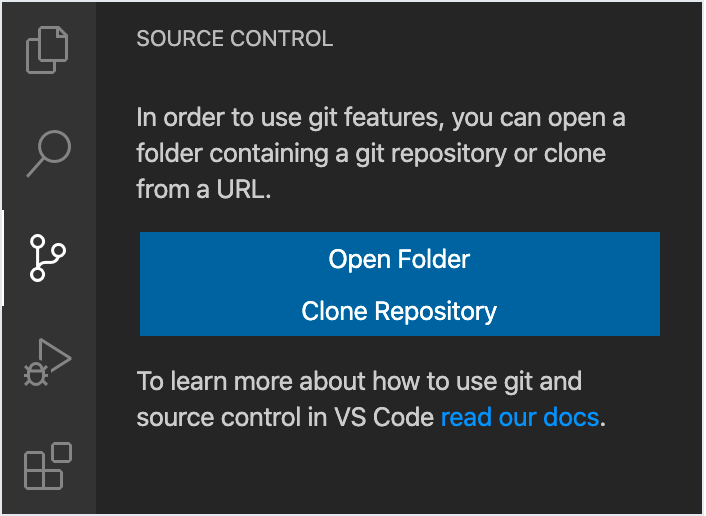 SOURCE CONTROL
In order to use git features, you can open a
folder containing a git repository or clone
from a URL.
Open Folder
Clone Repository
To learn more about how to use git and
source control in VS Code read our docs.